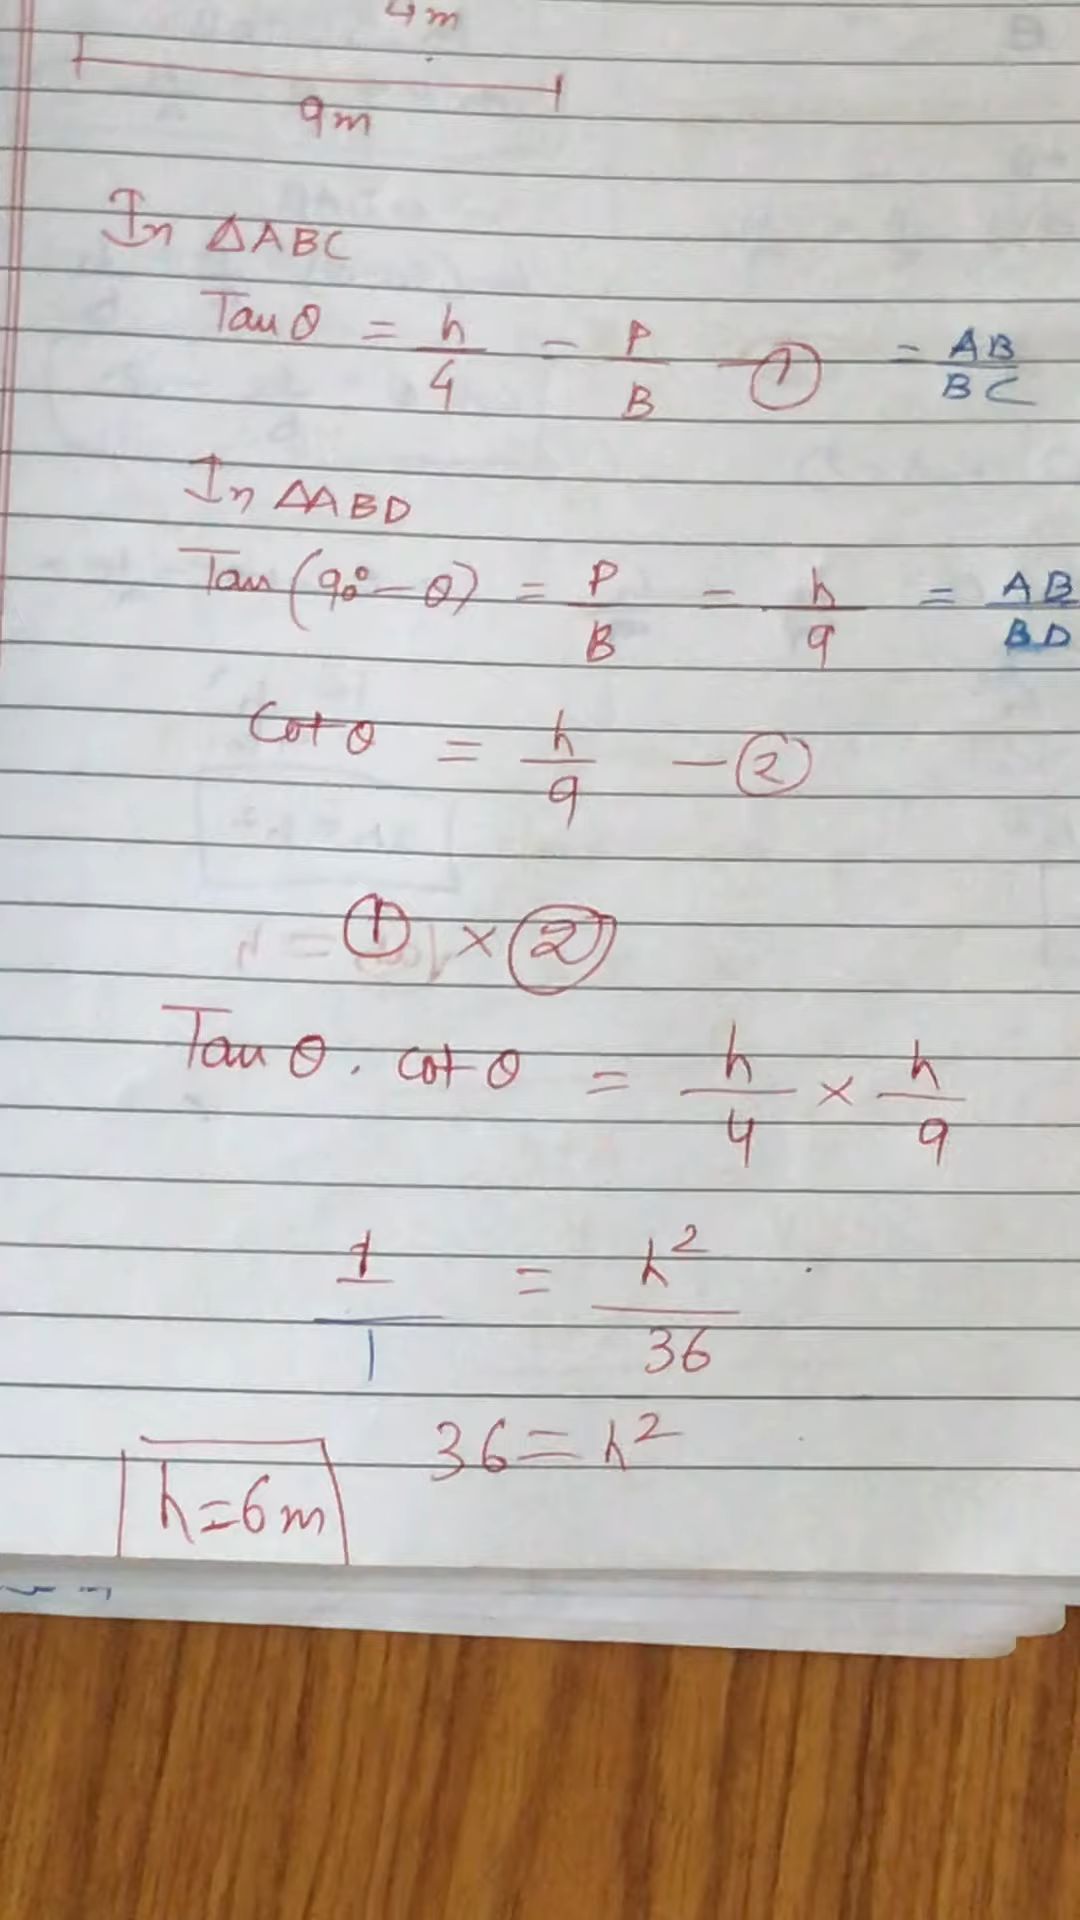 4m
9m
In ΔABC
Tan θ = h/4 = P/B - ① = AB/BC
In ΔABD
Tan (90° - θ) = P/B = h/9 = AB/BD
Cot θ = h/9 - ②
① × ②
Tan θ . cot θ = h/4 × h/9
1/1 = h²/36
36 = h²
h = 6m